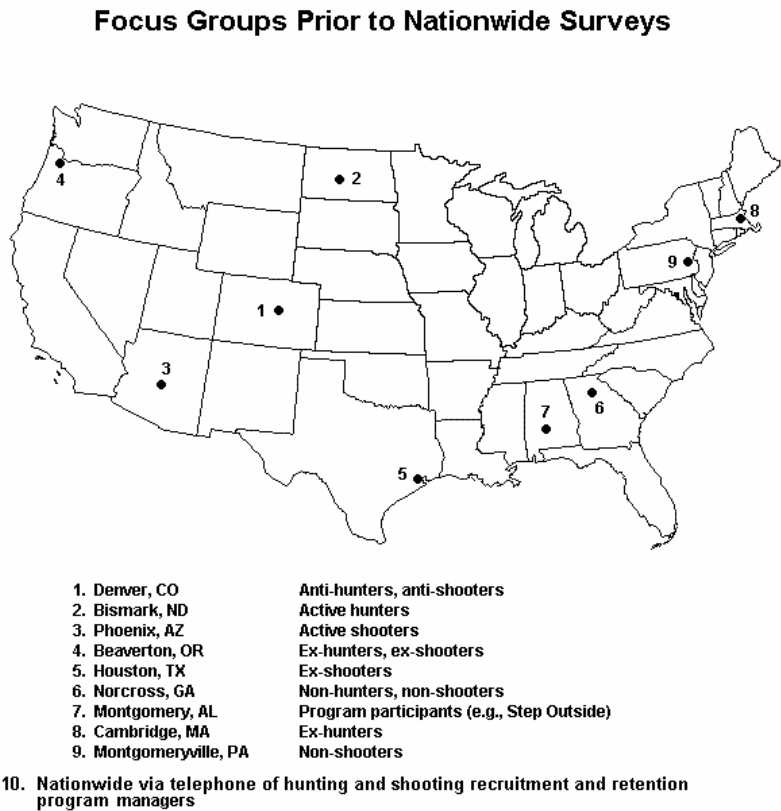 Focus Groups Prior to Nationwide Surveys
4
2
8
9
1
3
7
6
5
1. Denver, CO Anti-hunters, anti-shooters
2. Bismark, ND Active hunters
3. Phoenix, AZ Active shooters
4. Beaverton, OR Ex-hunters, ex-shooters
5. Houston, TX Ex-shooters
6. Norcross, GA Non-hunters, non-shooters
7. Montgomery, AL Program participants (e.g., Step Outside)
8. Cambridge, MA Ex-hunters
9. Montgomeryville, PA Non-shooters
10. Nationwide via telephone of hunting and shooting recruitment and retention
program managers